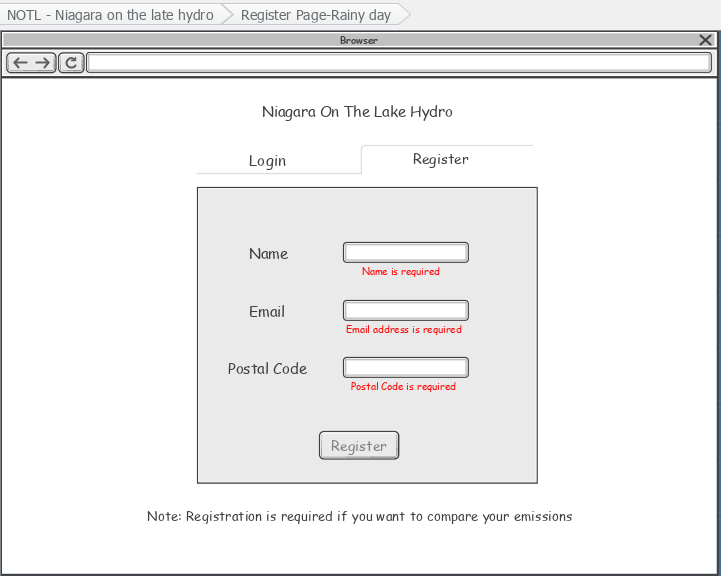 NOTL - Niagara on the late hydro Register Page-Rainy day
Browser
Niagara On The Lake Hydro
Login Register
Name
Name is required
Email
Email address is required
Postal Code
Postal Code is required
Register
Note: Registration is required if you want to compare your emissions